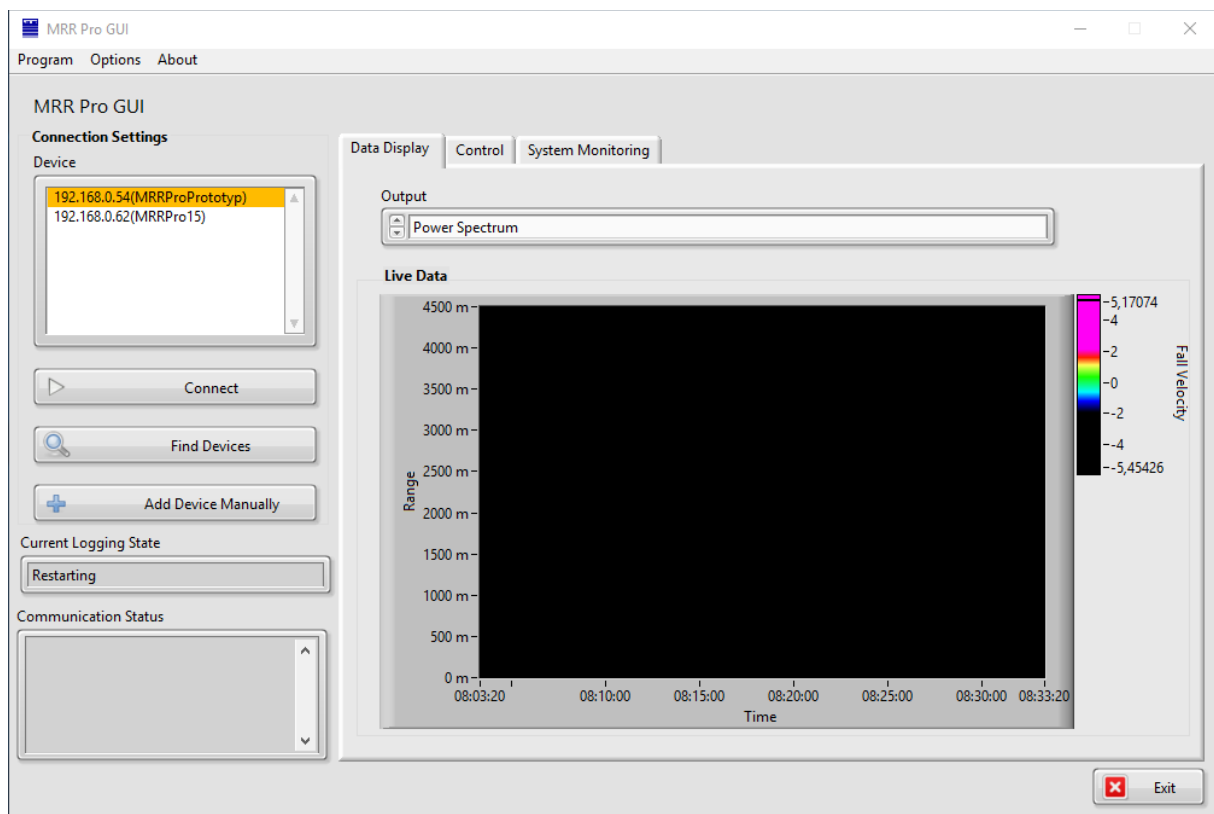 MRR Pro GUI
Program Options About
MRR Pro GUI
Connection Settings
Device
192.168.0.54(MRRProPrototyp)
192.168.0.62(MRRPro15)
Connect
Find Devices
Add Device Manually
Current Logging State
Restarting
Communication Status
Data Display Control System Monitoring
Output
Power Spectrum
Live Data
4500 m
4000 m
3500 m
3000 m
2500 m
2000 m
1500 m
1000 m
500 m
0 m
Range
08:03:20 08:10:00 08:15:00 08:20:00 08:25:00 08:30:00 08:33:20
Time
5,17074
4
2
0
-2
-4
-5,45426
Fall Velocity
Exit